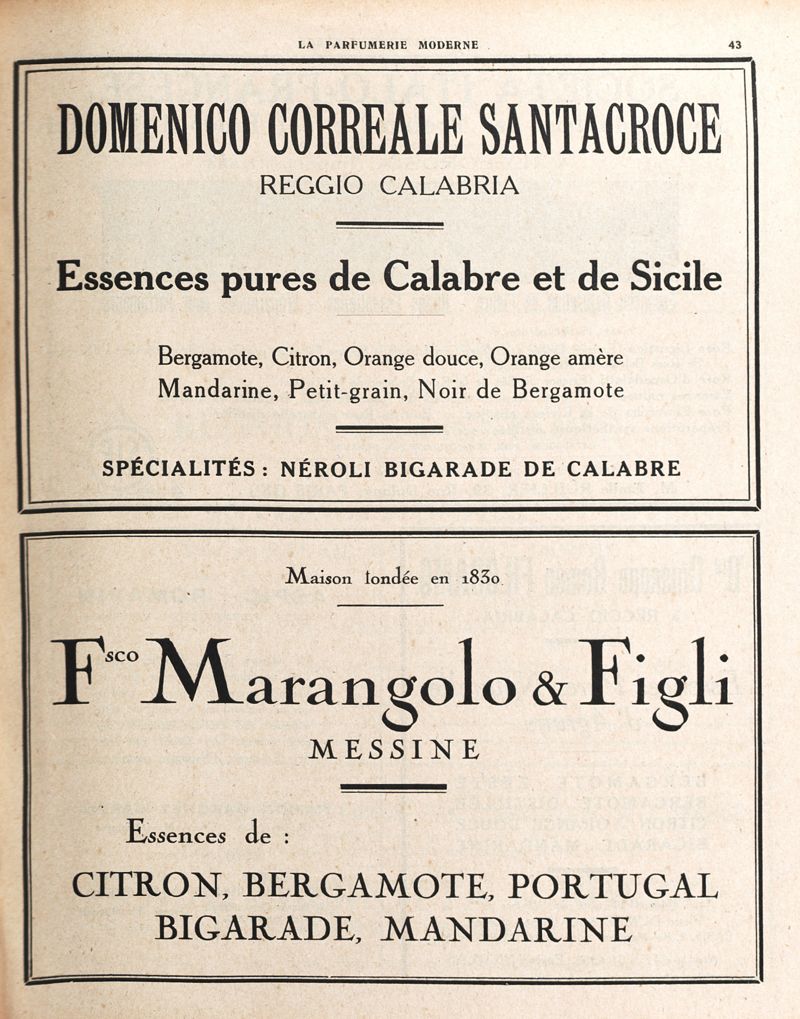 LA PARFUMERIE MODERNE
43
DOMENICO CORREALE SANTACROCE
REGGIO CALABRIA
Essences pures de Calabre et de Sicile
Bergamote, Citron, Orange douce, Orange amère
Mandarine, Petit-grain, Noir de Bergamote
SPÉCIALITÉS : NÉROLI BIGARADE DE CALABRE
Maison fondée en 1830
Fsco Marangolo & Figli
MESSINE
Essences de :
CITRON, BERGAMOTE, PORTUGAL
BIGARADE, MANDARINE